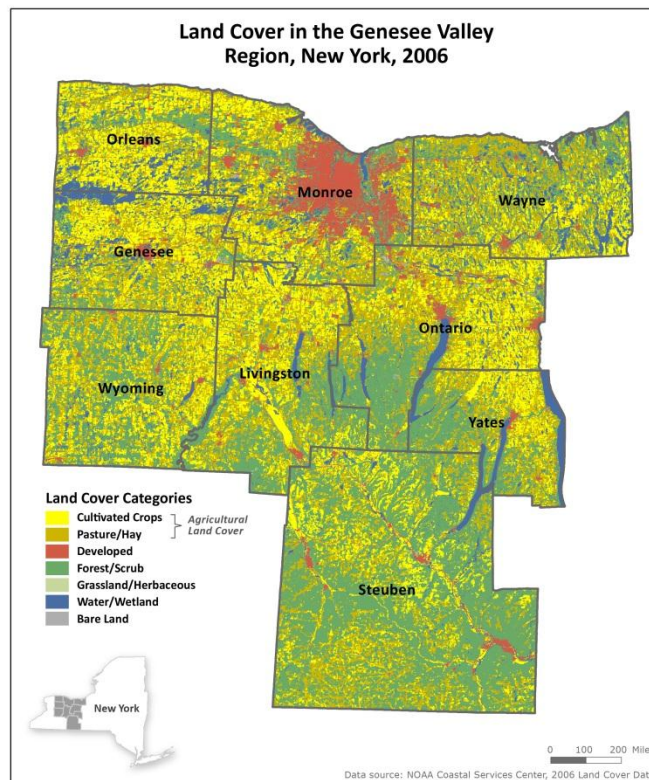 Land Cover in the Genesee Valley
Region, New York, 2006
Orleans
Monroe
Wayne
Genesee
Ontario
Livingston
Wyoming
Yates
Steuben
Land Cover Categories
Cultivated Crops
Pasture/Hay
Agricultural
Land Cover
Developed
Forest/Scrub
Grassland/Herbaceous
Water/Wetland
Bare Land
New York
0 100 200 Mile
Data source: NOAA Coastal Services Center, 2006 Land Cover Dat